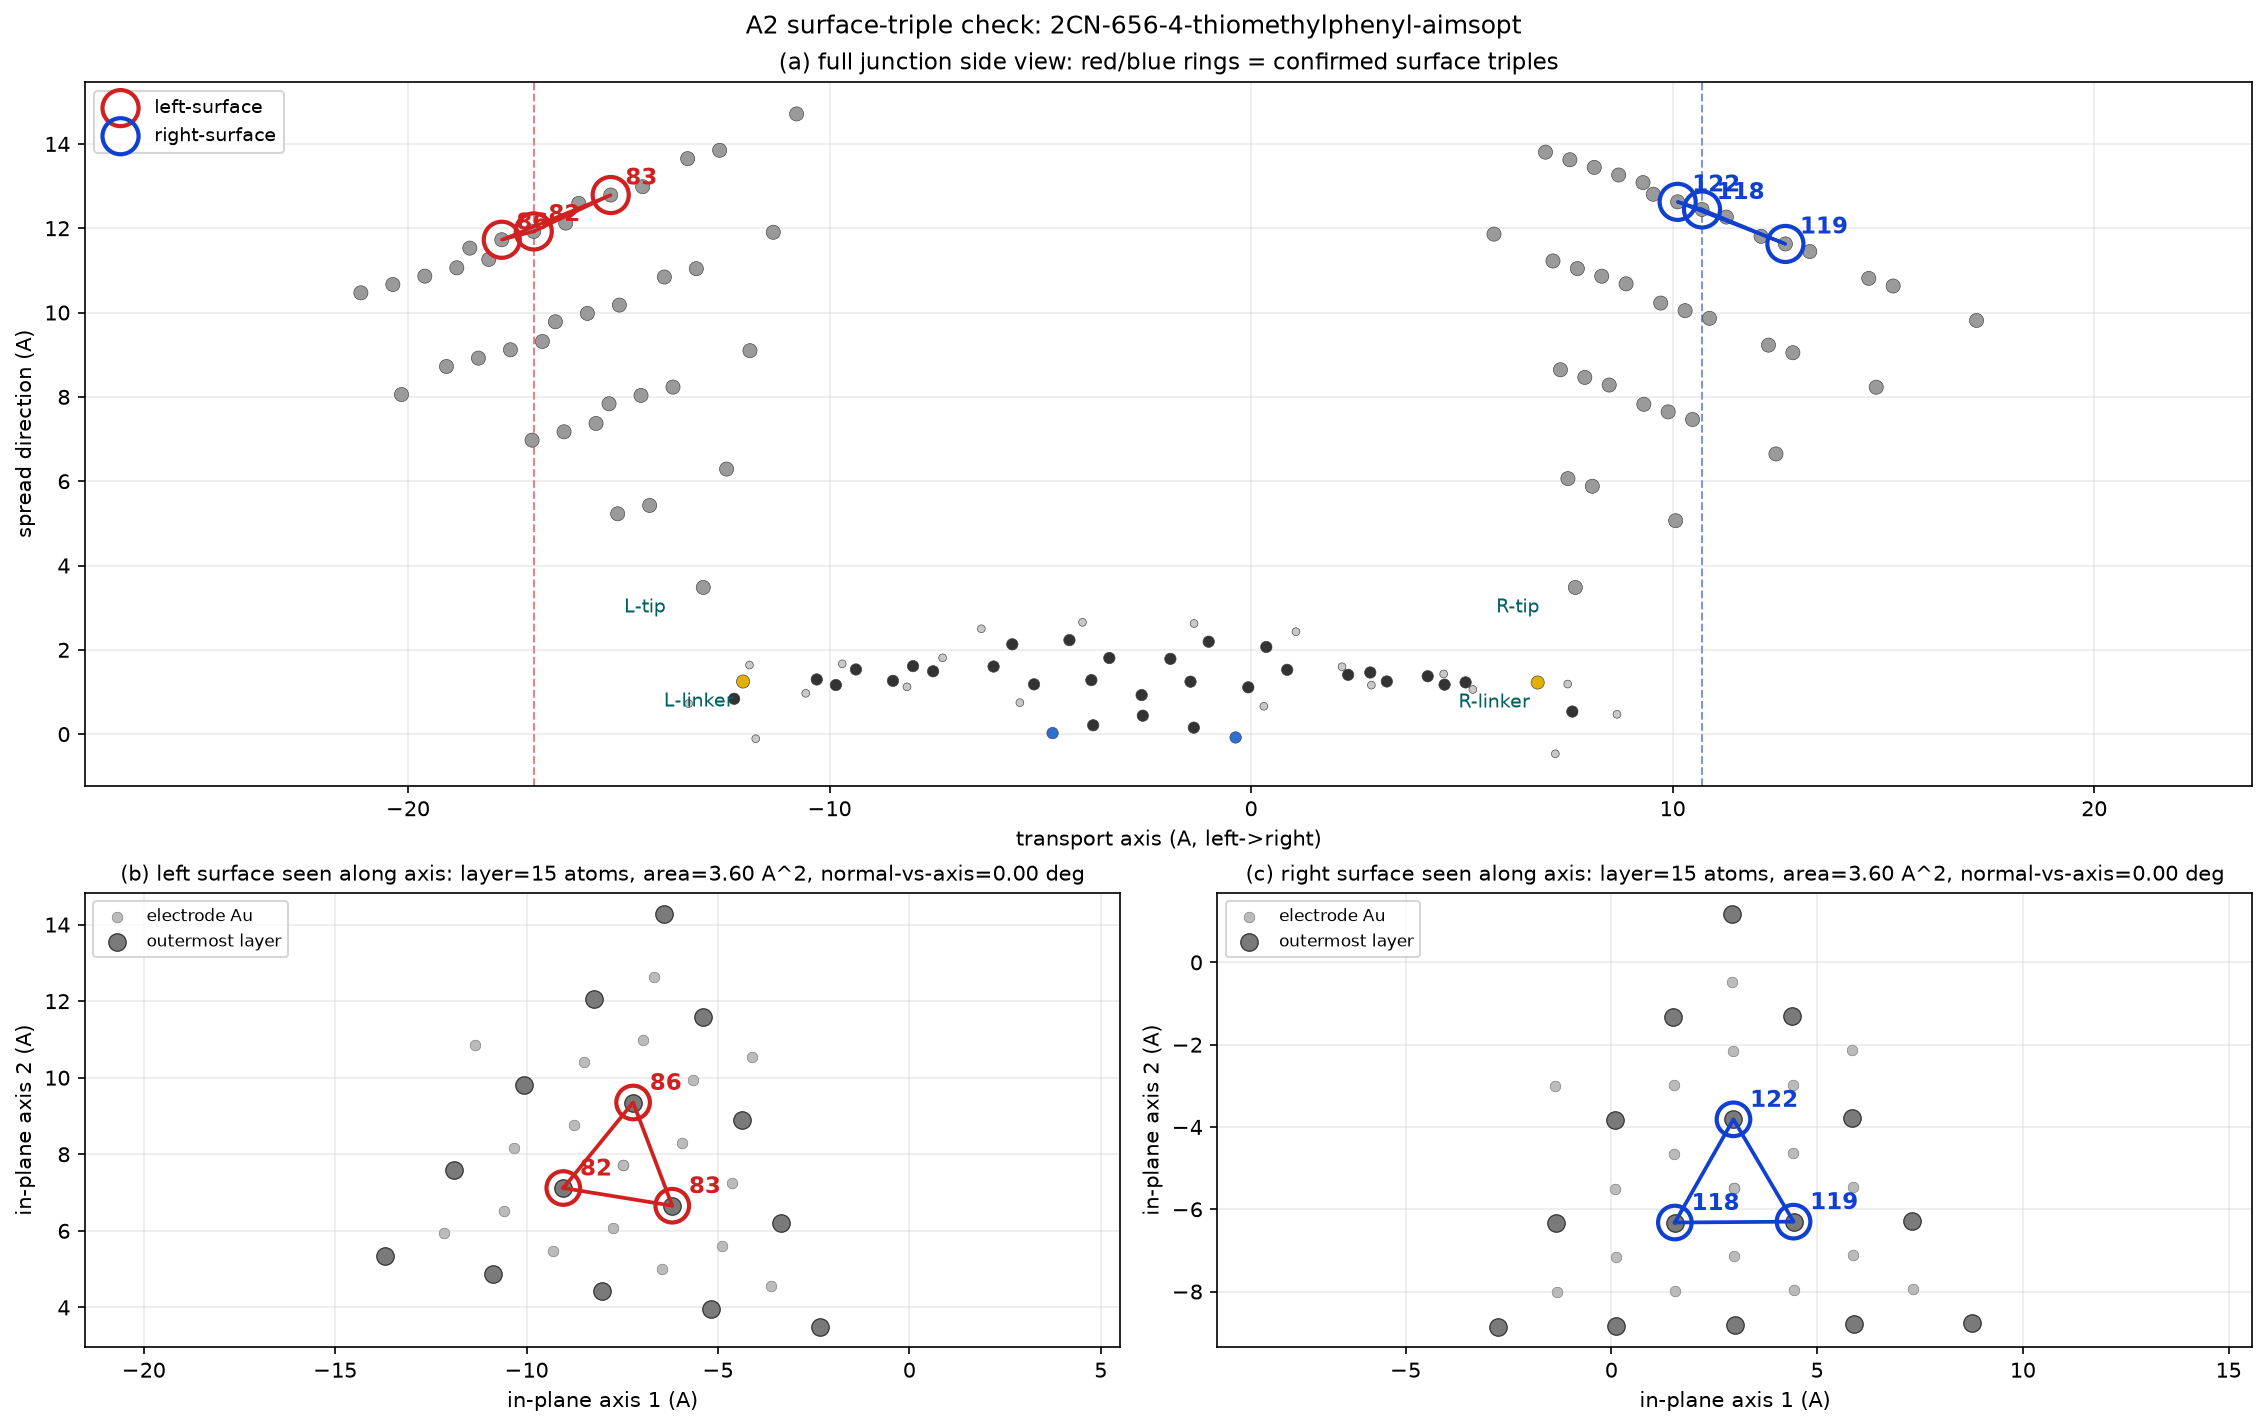 A2 surface-triple check: 2CN-656-4-thiomethylphenyl-aimsopt
(a) full junction side view: red/blue rings = confirmed surface triples
left-surface
right-surface
83
86
82
122
118
119
L-tip
R-tip
L-linker
R-linker
14
12
10
8
6
4
2
0
spread direction (A)
−20
−10
0
10
20
transport axis (A, left->right)
(b) left surface seen along axis: layer=15 atoms, area=3.60 A^2, normal-vs-axis=0.00 deg
electrode Au
outermost layer
86
82
83
14
12
10
8
6
4
in-plane axis 2 (A)
−20
−15
−10
−5
0
5
in-plane axis 1 (A)
(c) right surface seen along axis: layer=15 atoms, area=3.60 A^2, normal-vs-axis=0.00 deg
electrode Au
outermost layer
122
118
119
0
−2
−4
−6
−8
in-plane axis 2 (A)
−5
0
5
10
15
in-plane axis 1 (A)